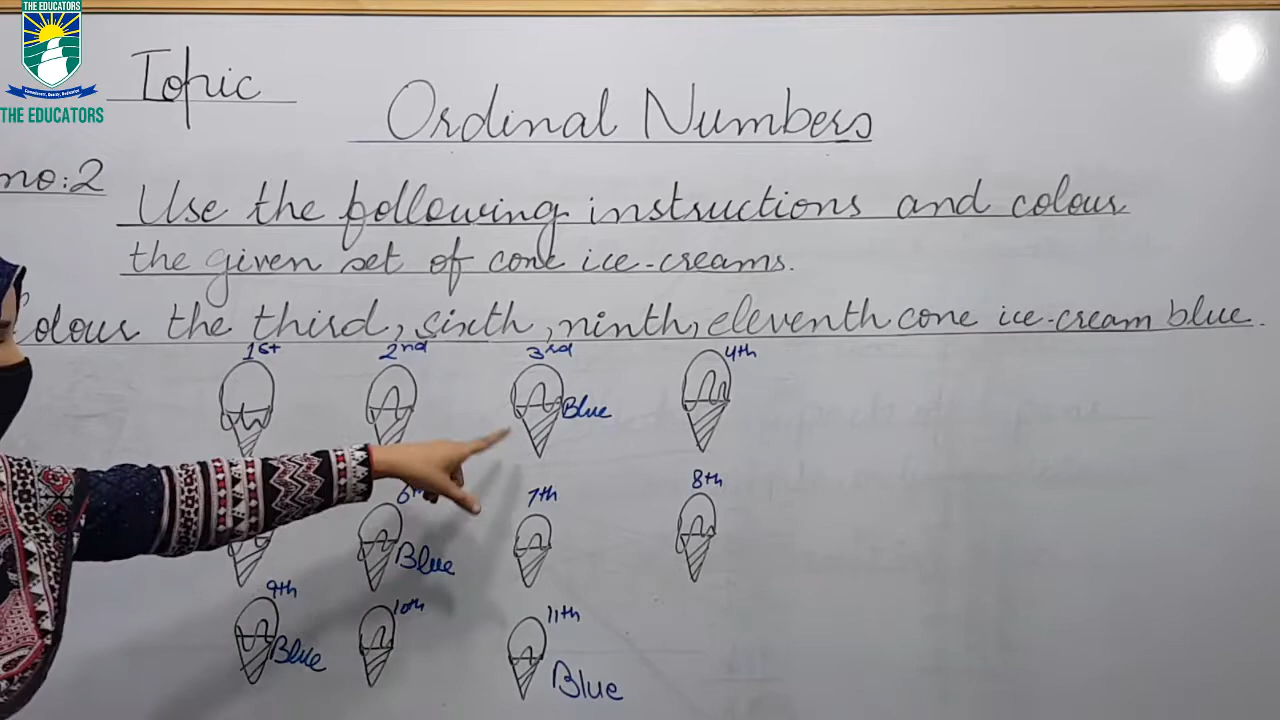 THE EDUCATORS
THE EDUCATORS
Topic
Ordinal Numbers
no:2
Use the following instructions and colour
the given set of cone ice-creams.
Colour the third, sixth, ninth, eleventh cone ice-cream blue.
1st 2nd 3rd 4th
Blue
6th 7th 8th
Blue
9th 10th 11th
Blue Blue